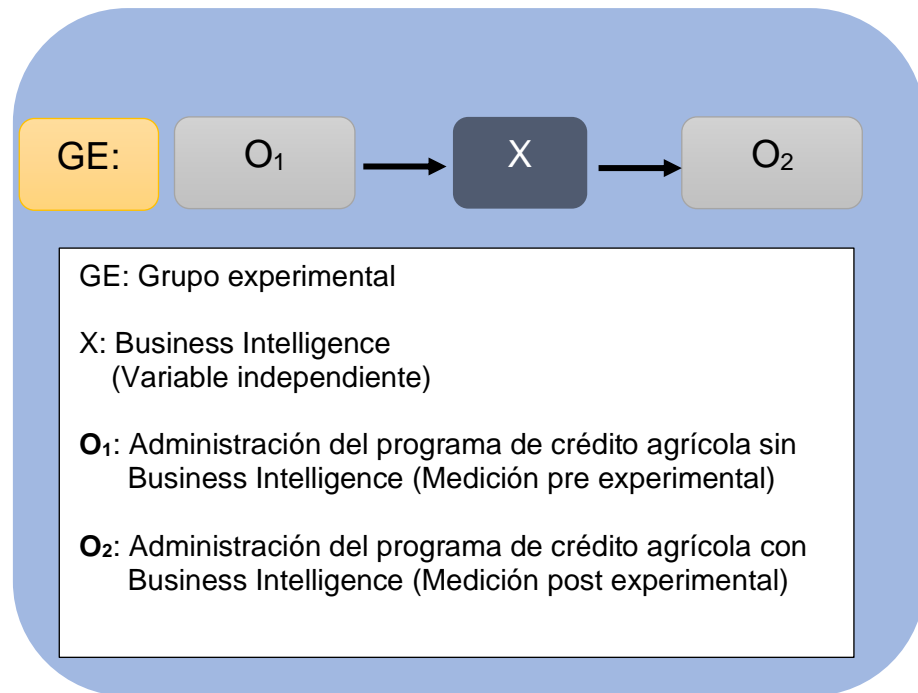 GE: O₁ X O₂
GE: Grupo experimental
X: Business Intelligence
(Variable independiente)
O₁: Administración del programa de crédito agrícola sin
Business Intelligence (Medición pre experimental)
O₂: Administración del programa de crédito agrícola con
Business Intelligence (Medición post experimental)